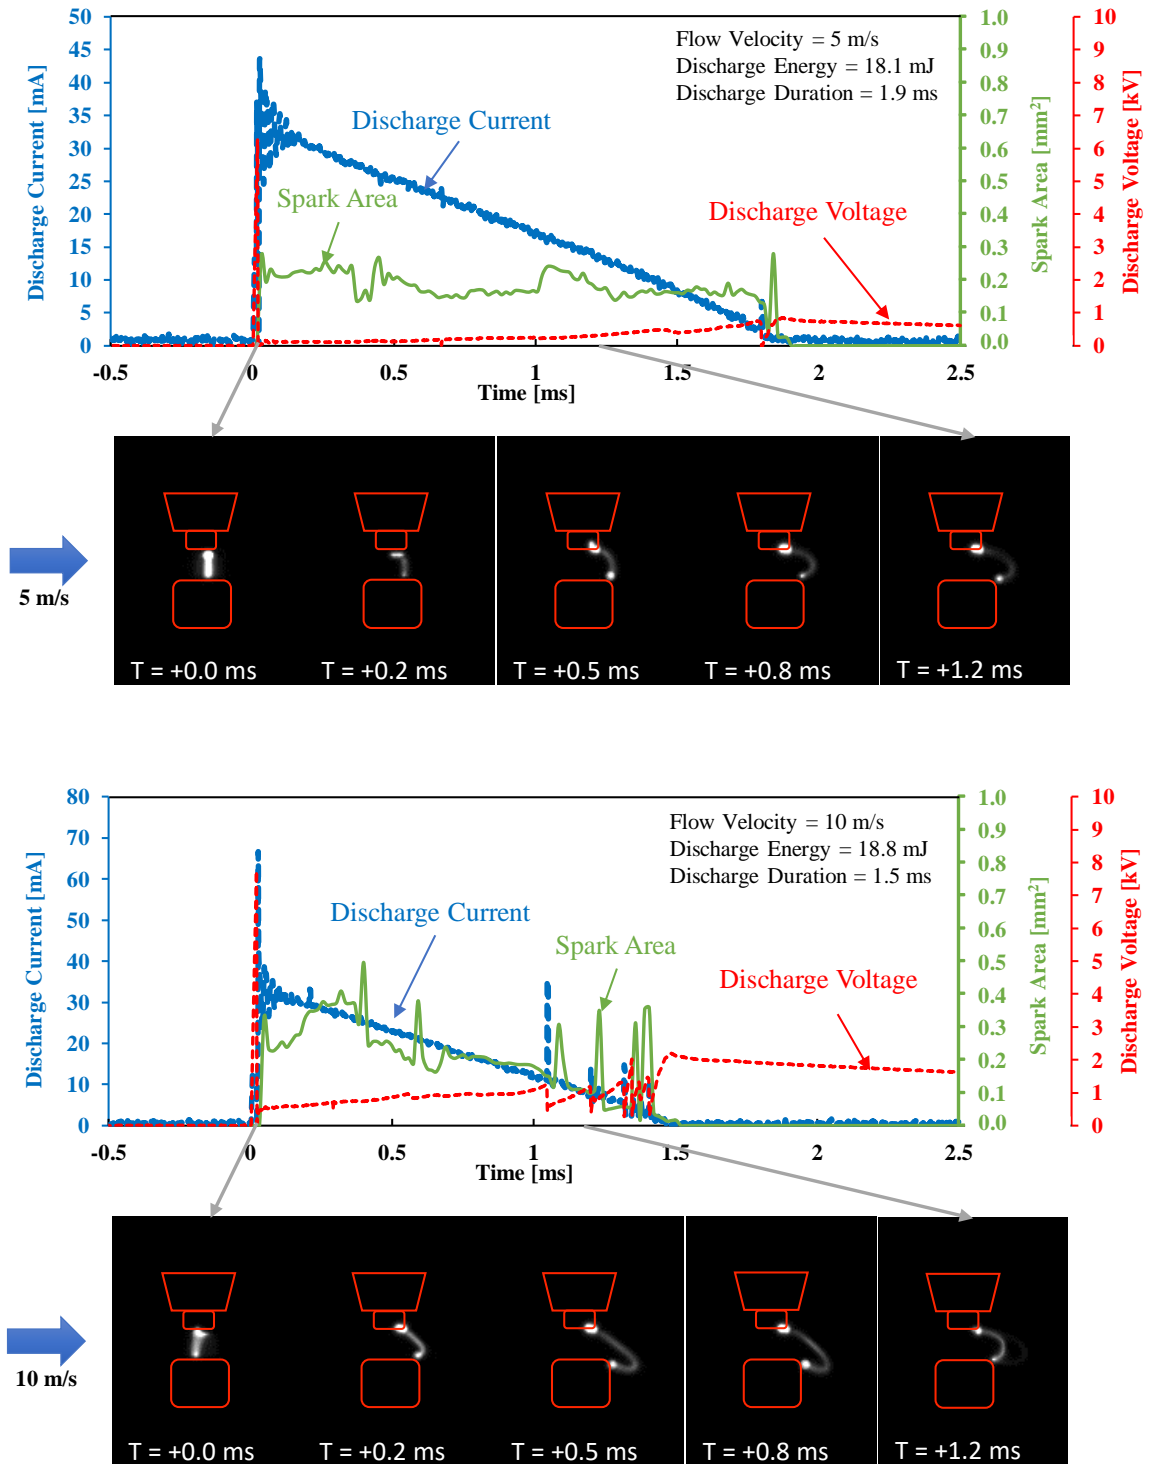 50
45
40
35
30
25
20
15
10
5
0
Discharge Current [mA]
Flow Velocity = 5 m/s
Discharge Energy = 18.1 mJ
Discharge Duration = 1.9 ms
Discharge Current
Spark Area
Discharge Voltage
1.0
0.9
0.8
0.7
0.6
0.5
0.4
0.3
0.2
0.1
0.0
Spark Area [mm²]
10
9
8
7
6
5
4
3
2
1
0
Discharge Voltage [kV]
-0.5 0 0.5 1 1.5 2 2.5
Time [ms]
5 m/s
T = +0.0 ms T = +0.2 ms T = +0.5 ms T = +0.8 ms T = +1.2 ms
80
70
60
50
40
30
20
10
0
Discharge Current [mA]
Flow Velocity = 10 m/s
Discharge Energy = 18.8 mJ
Discharge Duration = 1.5 ms
Discharge Current
Spark Area
Discharge Voltage
1.0
0.9
0.8
0.7
0.6
0.5
0.4
0.3
0.2
0.1
0.0
Spark Area [mm²]
10
9
8
7
6
5
4
3
2
1
0
Discharge Voltage [kV]
-0.5 0 0.5 1 1.5 2 2.5
Time [ms]
10 m/s
T = +0.0 ms T = +0.2 ms T = +0.5 ms T = +0.8 ms T = +1.2 ms